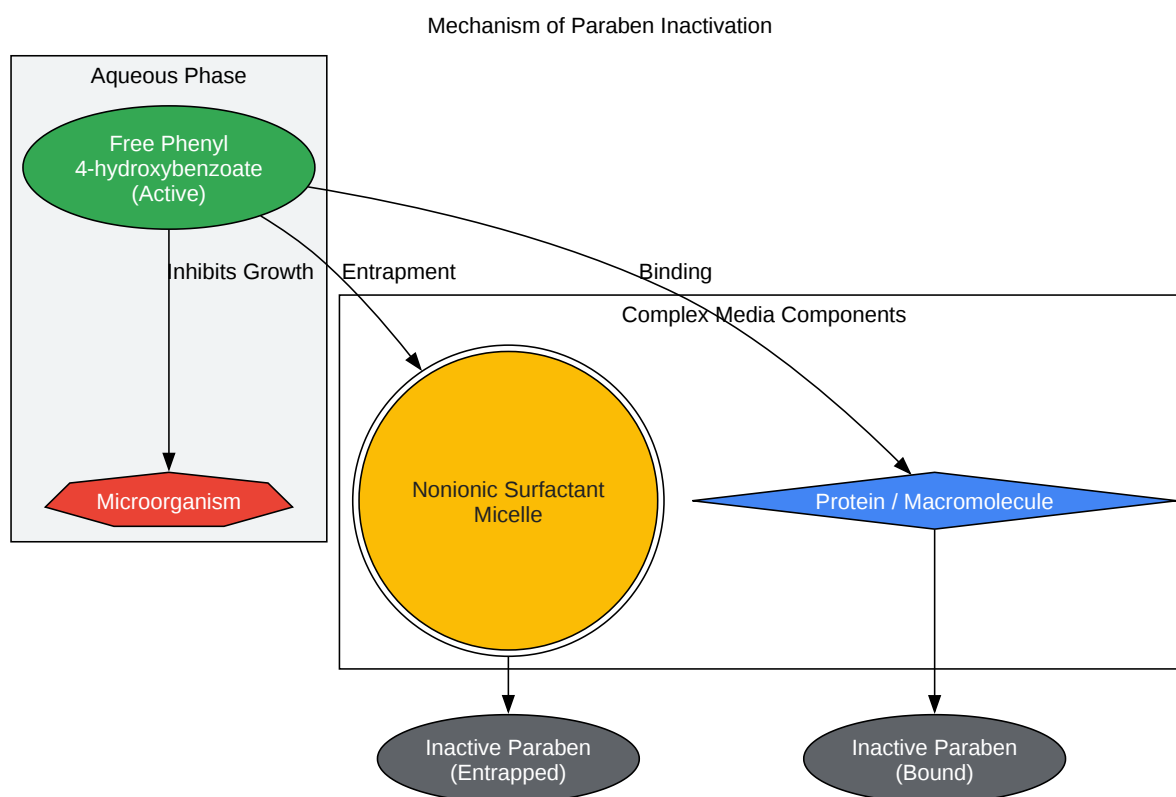 Mechanism of Paraben Inactivation
Aqueous Phase
Free Phenyl
4-hydroxybenzoate
(Active)
Inhibits Growth
Entrapment
Binding
Complex Media Components
Microorganism
Nonionic Surfactant
Micelle
Protein / Macromolecule
Inactive Paraben
(Entrapped)
Inactive Paraben
(Bound)